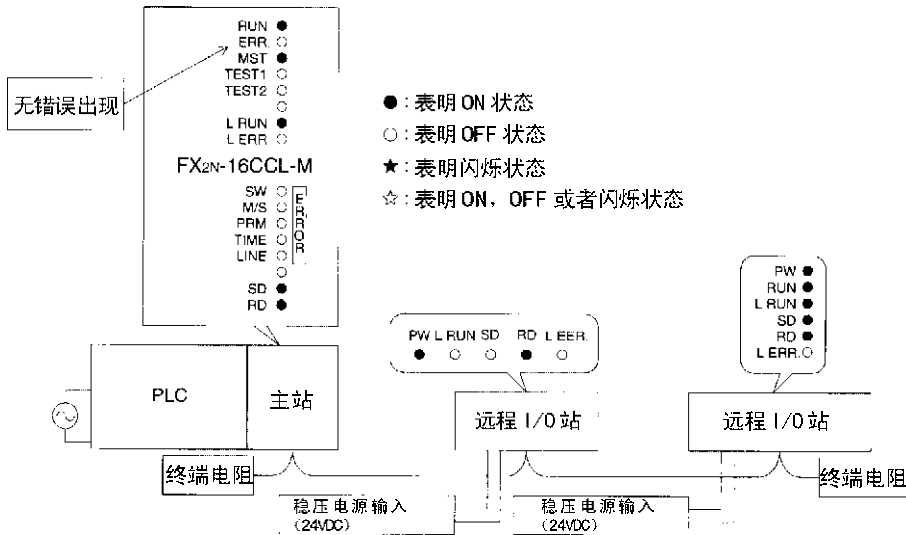 RUN
ERR.
MST
TEST1
TEST2
L RUN
L ERR
FX2N-16CCL-M
SW
M/S
PRM
TIME
LINE
ERROR
SD
RD
无错误出现
●：表明 ON 状态
○：表明 OFF 状态
★：表明闪烁状态
☆：表明 ON，OFF 或者闪烁状态
PW L RUN SD RD L EER.
PW
RUN
L RUN
SD
RD
L ERR.
PLC
主站
远程 I/O 站
远程 I/O 站
终端电阻
终端电阻
稳压电源输入
（24VDC）
稳压电源输入
（24VDC）